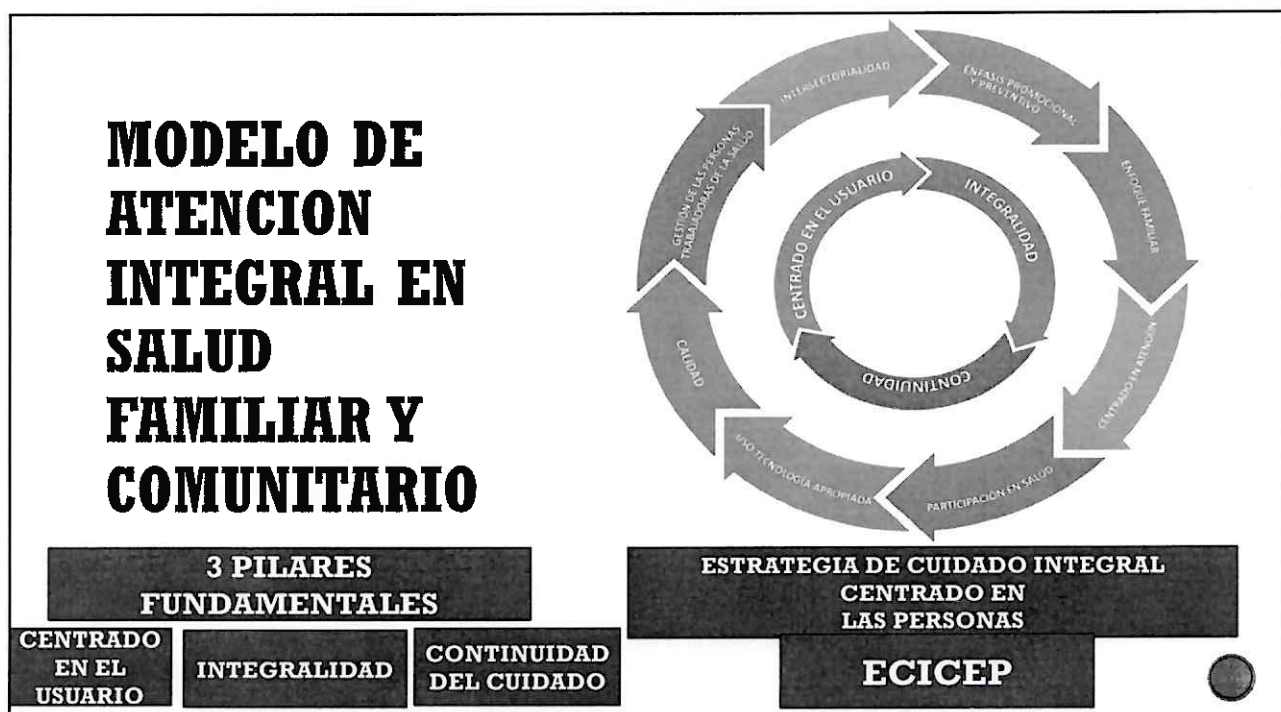 MODELO DE
ATENCION
INTEGRAL EN
SALUD
FAMILIAR Y
COMUNITARIO
INTERSECTORIALIDAD
ÉNFASIS PROMOCIONAL
Y PREVENTIVO
ENFOQUE FAMILIAR
CENTRADO EN ATENCIÓN
PARTICIPACIÓN EN SALUD
USO TECNOLOGÍA APROPIADA
CALIDAD
GESTIÓN DE LAS PERSONAS
TRABAJADORAS DE LA SALUD
CENTRADO EN EL USUARIO
INTEGRALIDAD
CONTINUIDAD
3 PILARES
FUNDAMENTALES
CENTRADO
EN EL
USUARIO
INTEGRALIDAD
CONTINUIDAD
DEL CUIDADO
ESTRATEGIA DE CUIDADO INTEGRAL
CENTRADO EN
LAS PERSONAS
ECICEP